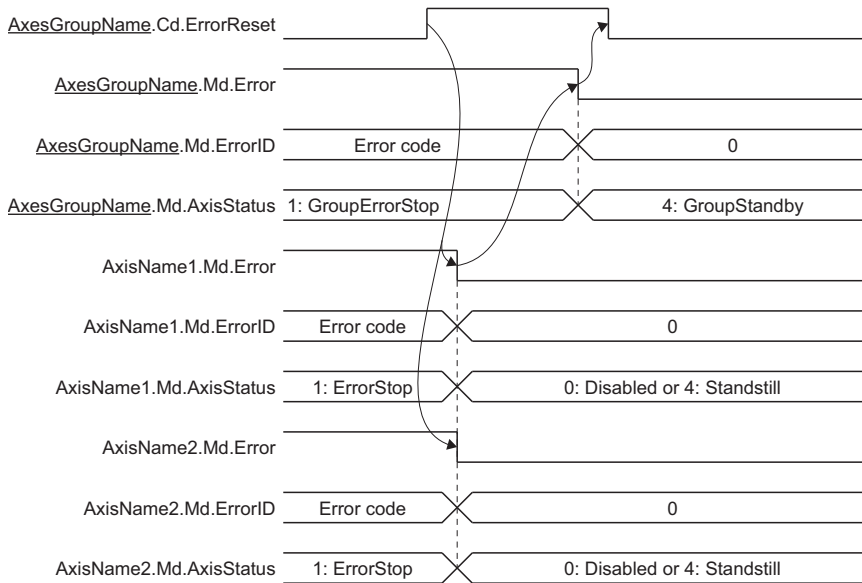 AxesGroupName.Cd.ErrorReset
AxesGroupName.Md.Error
AxesGroupName.Md.ErrorID Error code 0
AxesGroupName.Md.AxisStatus 1: GroupErrorStop 4: GroupStandby
AxisName1.Md.Error
AxisName1.Md.ErrorID Error code 0
AxisName1.Md.AxisStatus 1: ErrorStop 0: Disabled or 4: Standstill
AxisName2.Md.Error
AxisName2.Md.ErrorID Error code 0
AxisName2.Md.AxisStatus 1: ErrorStop 0: Disabled or 4: Standstill